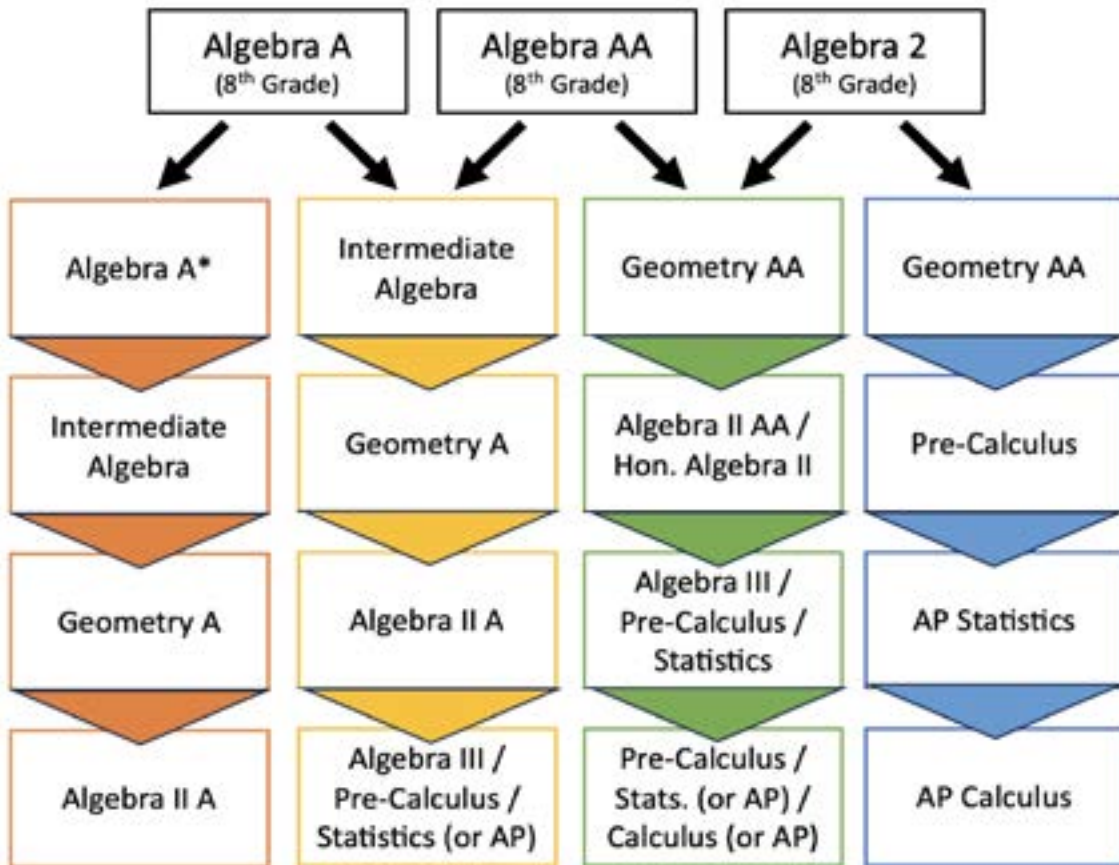 Algebra A
(8th Grade)
Algebra AA
(8th Grade)
Algebra 2
(8th Grade)
Algebra A*
Intermediate
Algebra
Geometry AA
Geometry AA
Intermediate
Algebra
Geometry A
Algebra II AA /
Hon. Algebra II
Pre-Calculus
Geometry A
Algebra II A
Algebra III /
Pre-Calculus /
Statistics
AP Statistics
Algebra II A
Algebra III /
Pre-Calculus /
Statistics (or AP)
Pre-Calculus /
Stats. (or AP) /
Calculus (or AP)
AP Calculus